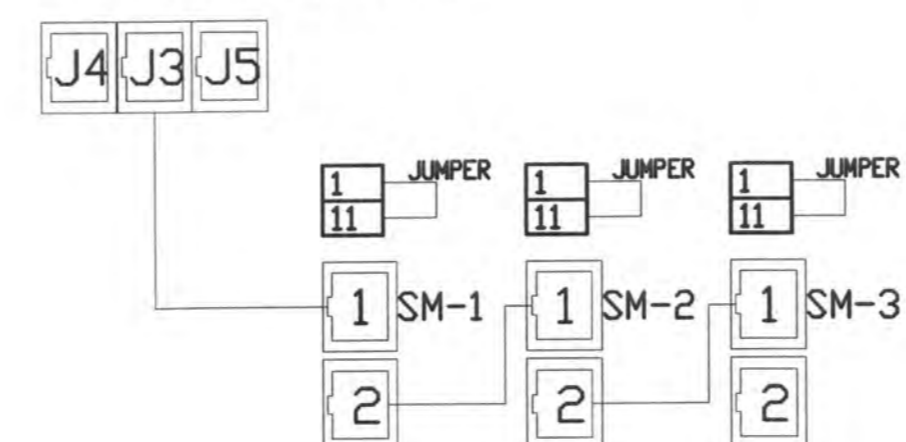 J4 J3 J5
1 JUMPER 1 JUMPER 1 JUMPER
11 11 11
1 SM-1 1 SM-2 1 SM-3
2 2 2